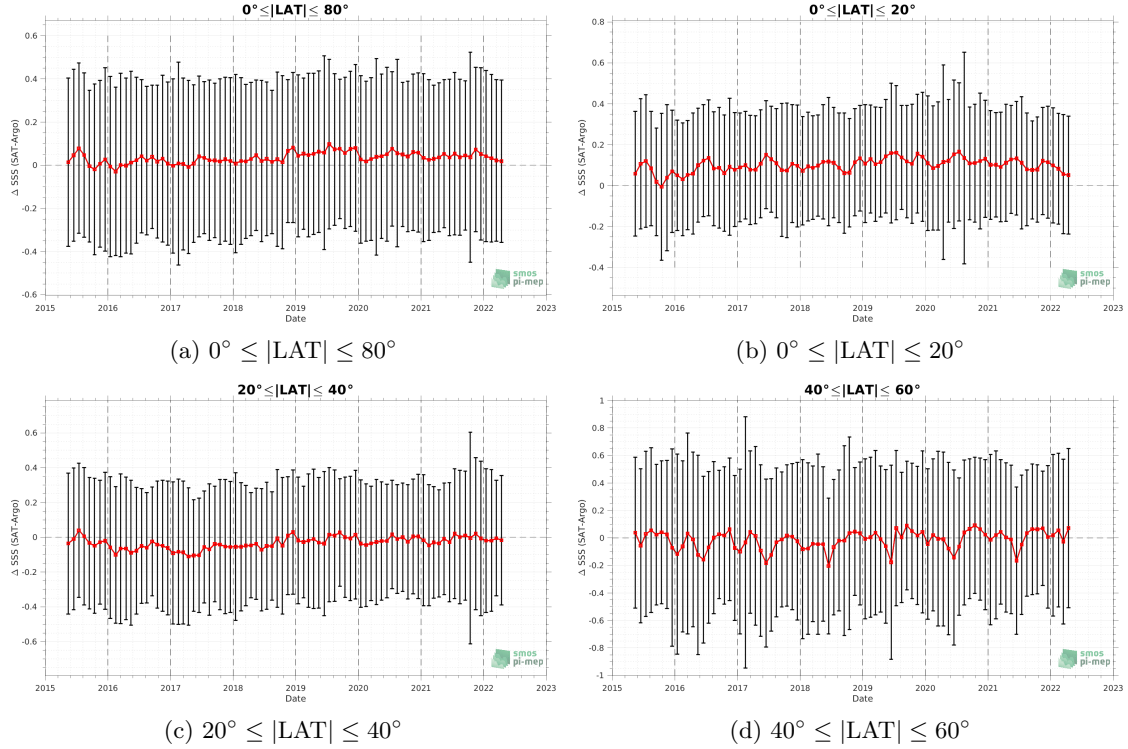 0°≤|LAT|≤ 80°
0.6
0.4
0.2
0
-0.2
-0.4
-0.6
Δ SSS (SAT-Argo)
2015 2016 2017 2018 2019 2020 2021 2022 2023
Date
smos
pi-mep
(a) 0° ≤ |LAT| ≤ 80°
0°≤|LAT|≤ 20°
0.8
0.6
0.4
0.2
0
-0.2
-0.4
Δ SSS (SAT-Argo)
2015 2016 2017 2018 2019 2020 2021 2022 2023
Date
smos
pi-mep
(b) 0° ≤ |LAT| ≤ 20°
20°≤|LAT|≤ 40°
0.6
0.4
0.2
0
-0.2
-0.4
-0.6
Δ SSS (SAT-Argo)
2015 2016 2017 2018 2019 2020 2021 2022 2023
Date
smos
pi-mep
(c) 20° ≤ |LAT| ≤ 40°
40°≤|LAT|≤ 60°
1
0.8
0.6
0.4
0.2
0
-0.2
-0.4
-0.6
-0.8
-1
Δ SSS (SAT-Argo)
2015 2016 2017 2018 2019 2020 2021 2022 2023
Date
smos
pi-mep
(d) 40° ≤ |LAT| ≤ 60°